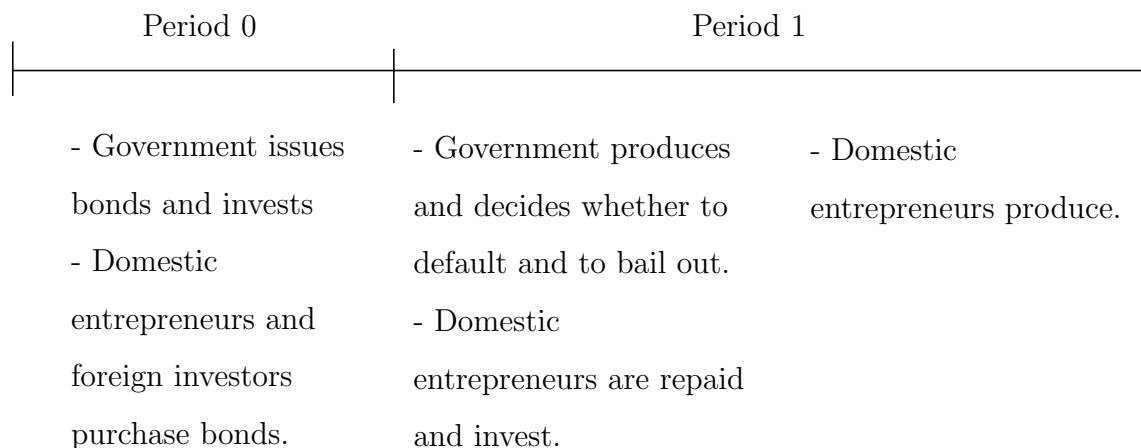 Period 0
Period 1
- Government issues
bonds and invests
- Domestic
entrepreneurs and
foreign investors
purchase bonds.
- Government produces
and decides whether to
default and to bail out.
- Domestic
entrepreneurs are repaid
and invest.
- Domestic
entrepreneurs produce.